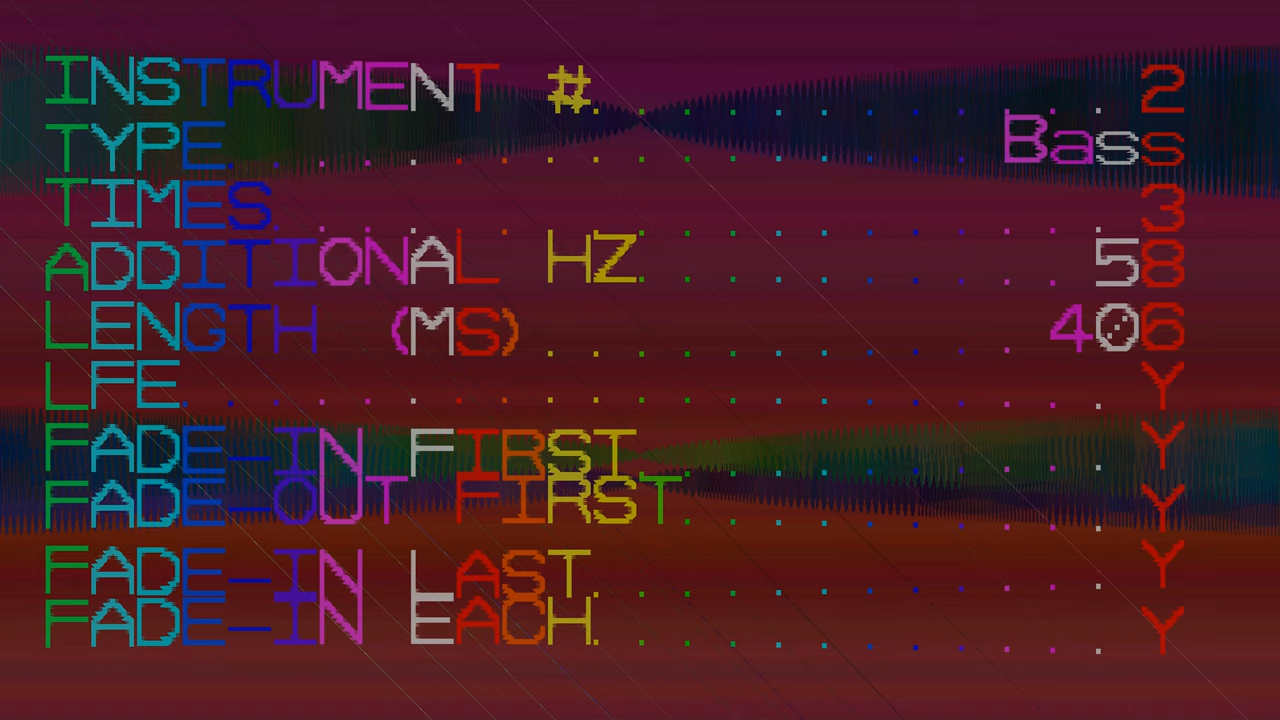 INSTRUMENT #. . . . . . . . . . . . 2
TYPE. . . . . . . . . . . . . . . . . . Bass
TIMES. . . . . . . . . . . . . . . . . . . 3
ADDITIONAL HZ. . . . . . . . . . 58
LENGTH (MS) . . . . . . . . . . . 406
LFE. . . . . . . . . . . . . . . . . . . . . Y
FADE-IN FIRST. . . . . . . . . . . Y
FADE-OUT FIRST. . . . . . . . . . Y
FADE-IN LAST. . . . . . . . . . . . Y
FADE-IN EACH. . . . . . . . . . . . Y